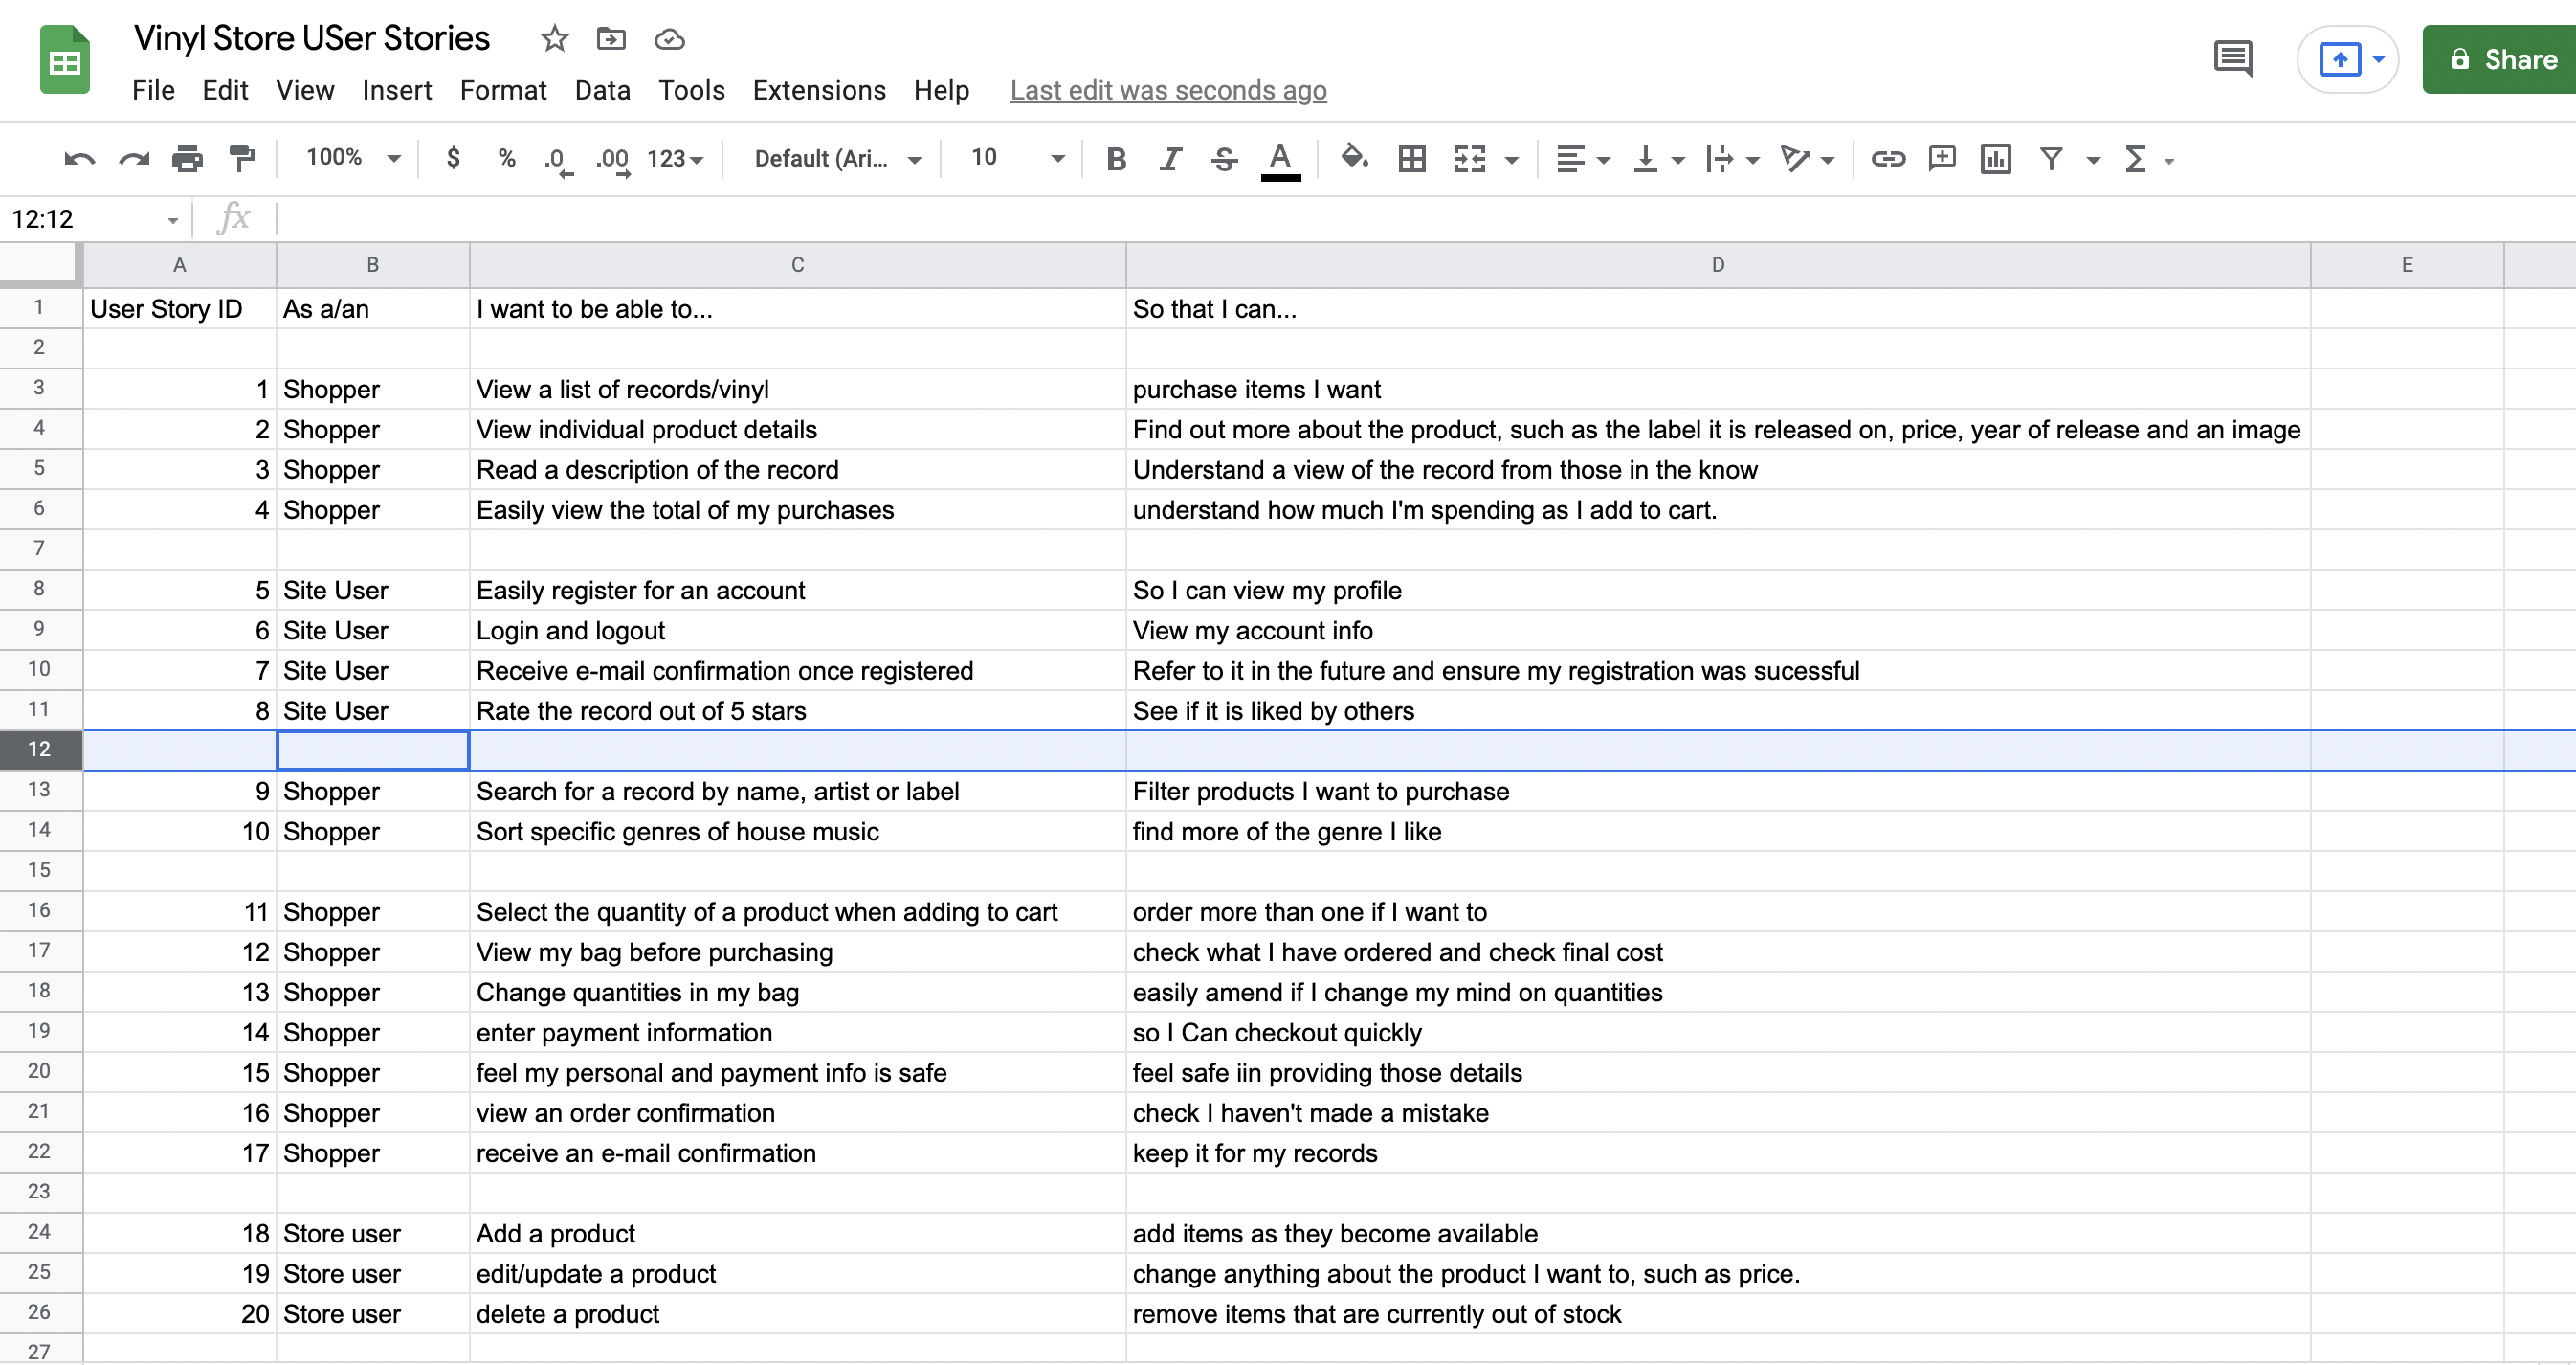 Vinyl Store USer Stories
File Edit View Insert Format Data Tools Extensions Help Last edit was seconds ago
Share
100% $ % .0 .00 123 Default (Ari... 10 B I S A
12:12 fx
A B C D E
1 User Story ID As a/an I want to be able to... So that I can...
2
3 1 Shopper View a list of records/vinyl purchase items I want
4 2 Shopper View individual product details Find out more about the product, such as the label it is released on, price, year of release and an image
5 3 Shopper Read a description of the record Understand a view of the record from those in the know
6 4 Shopper Easily view the total of my purchases understand how much I'm spending as I add to cart.
7
8 5 Site User Easily register for an account So I can view my profile
9 6 Site User Login and logout View my account info
10 7 Site User Receive e-mail confirmation once registered Refer to it in the future and ensure my registration was sucessful
11 8 Site User Rate the record out of 5 stars See if it is liked by others
12
13 9 Shopper Search for a record by name, artist or label Filter products I want to purchase
14 10 Shopper Sort specific genres of house music find more of the genre I like
15
16 11 Shopper Select the quantity of a product when adding to cart order more than one if I want to
17 12 Shopper View my bag before purchasing check what I have ordered and check final cost
18 13 Shopper Change quantities in my bag easily amend if I change my mind on quantities
19 14 Shopper enter payment information so I Can checkout quickly
20 15 Shopper feel my personal and payment info is safe feel safe iin providing those details
21 16 Shopper view an order confirmation check I haven't made a mistake
22 17 Shopper receive an e-mail confirmation keep it for my records
23
24 18 Store user Add a product add items as they become available
25 19 Store user edit/update a product change anything about the product I want to, such as price.
26 20 Store user delete a product remove items that are currently out of stock
27